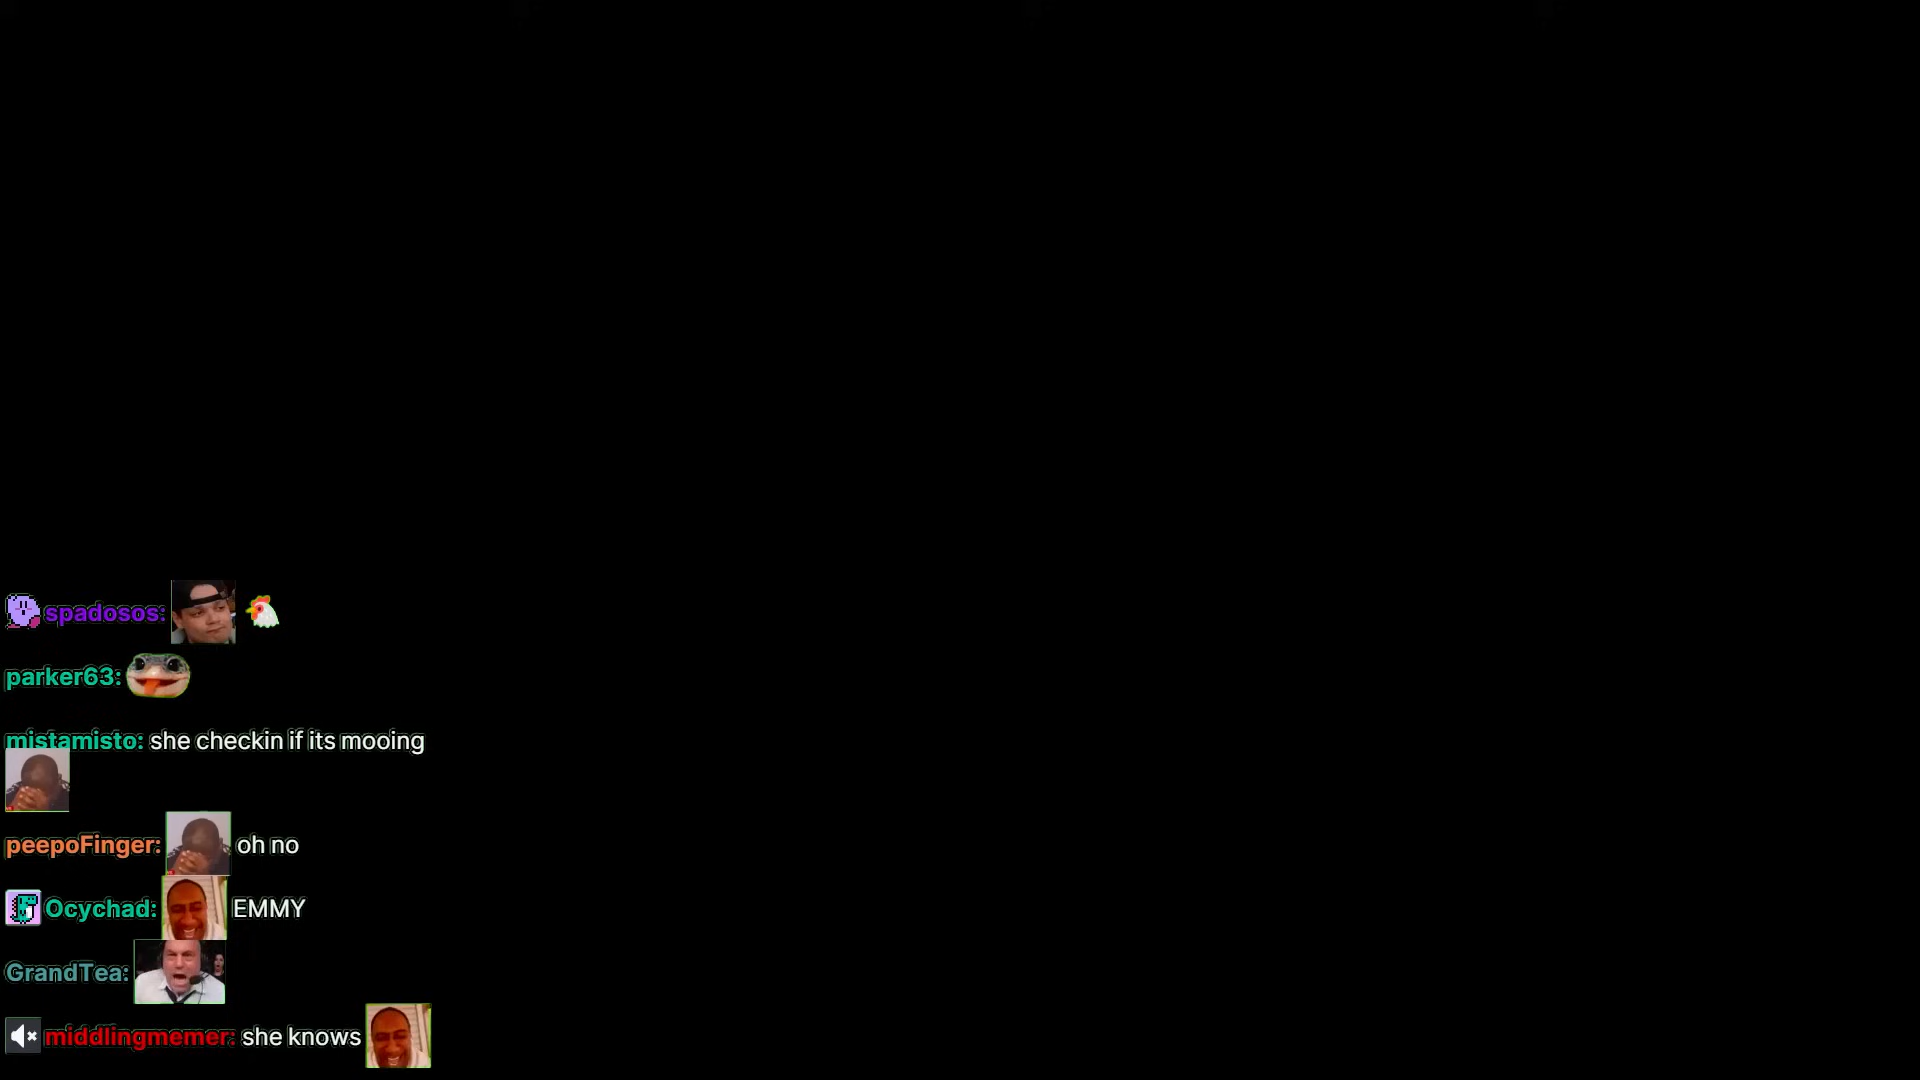 spadosos:
parker63:
mistamisto: she checkin if its mooing
peepoFinger: oh no
Ocychad: EMMY
GrandTea:
middlingmemer: she knows